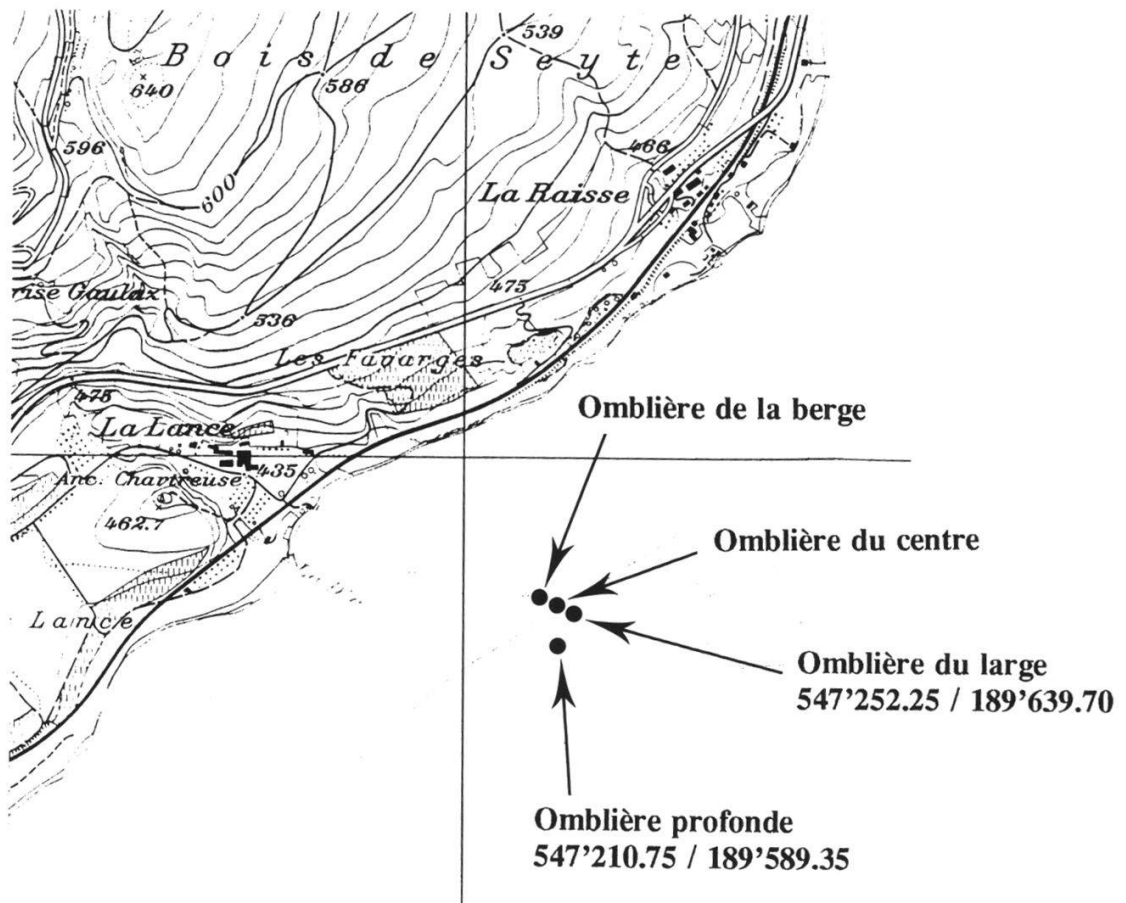 539
Bois de Seyte
640
586
596
466
600
La Raisse
475
rise Gaulax
536
Les Favarges
Omblière de la berge
478
La Lance
435
Anc. Chartreuse
462.7
Omblière du centre
Lance
Omblière du large
547'252.25 / 189'639.70
Omblière profonde
547'210.75 / 189'589.35